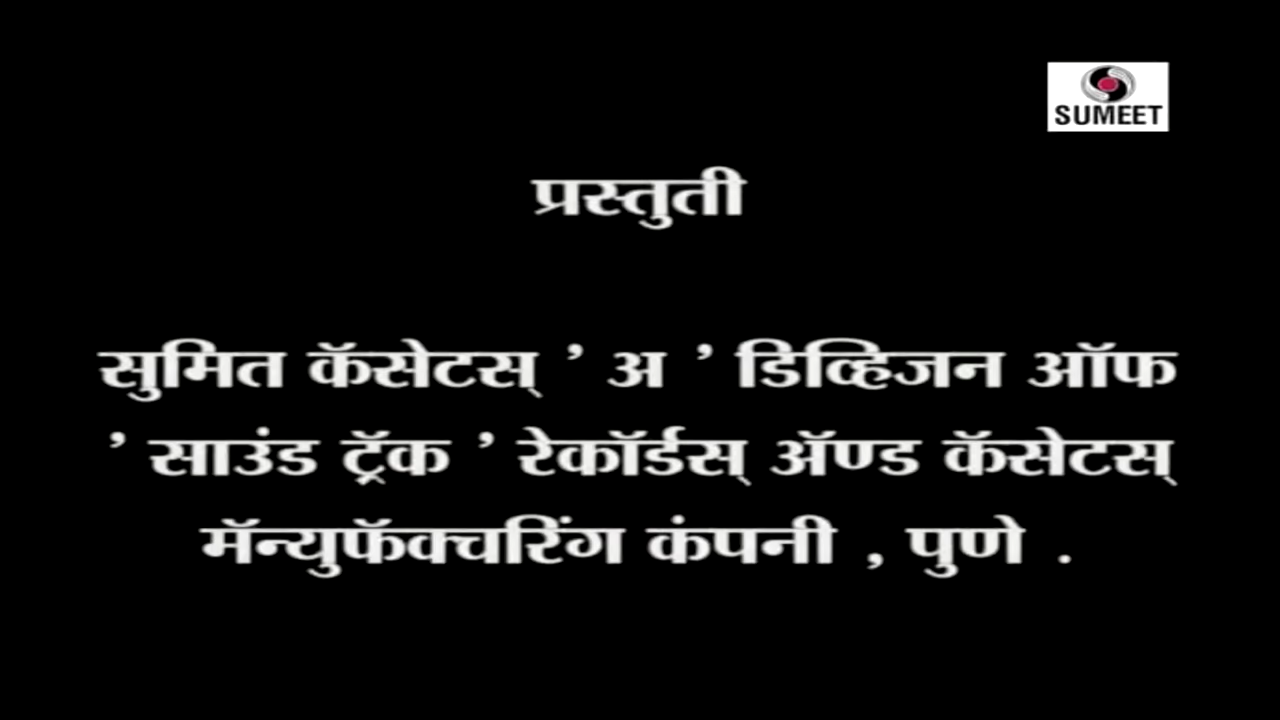 SUMEET
प्रस्तुती
सुमित कॅसेटस् ’ अ ’ डिव्हिजन ऑफ
’ साउंड ट्रॅक ’ रेकॉर्डस् ॲण्ड कॅसेटस्
मॅन्युफॅक्चरिंग कंपनी , पुणे .